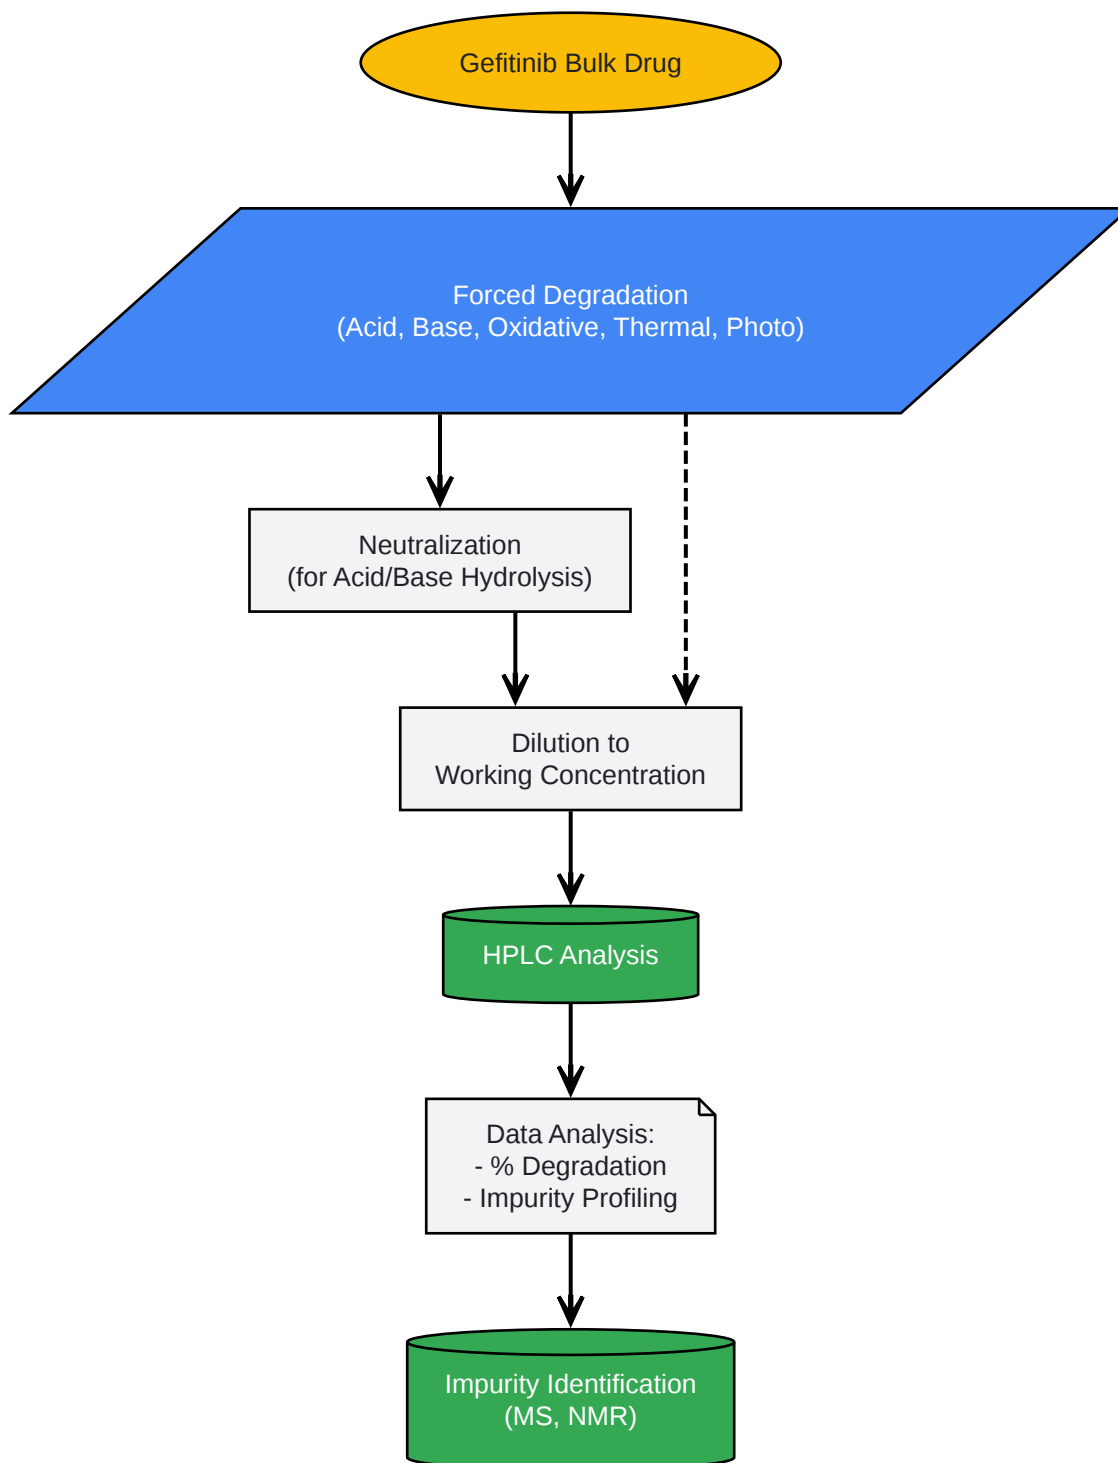 Gefitinib Bulk Drug
Forced Degradation
(Acid, Base, Oxidative, Thermal, Photo)
Neutralization
(for Acid/Base Hydrolysis)
Dilution to
Working Concentration
HPLC Analysis
Data Analysis:
- % Degradation
- Impurity Profiling
Impurity Identification
(MS, NMR)